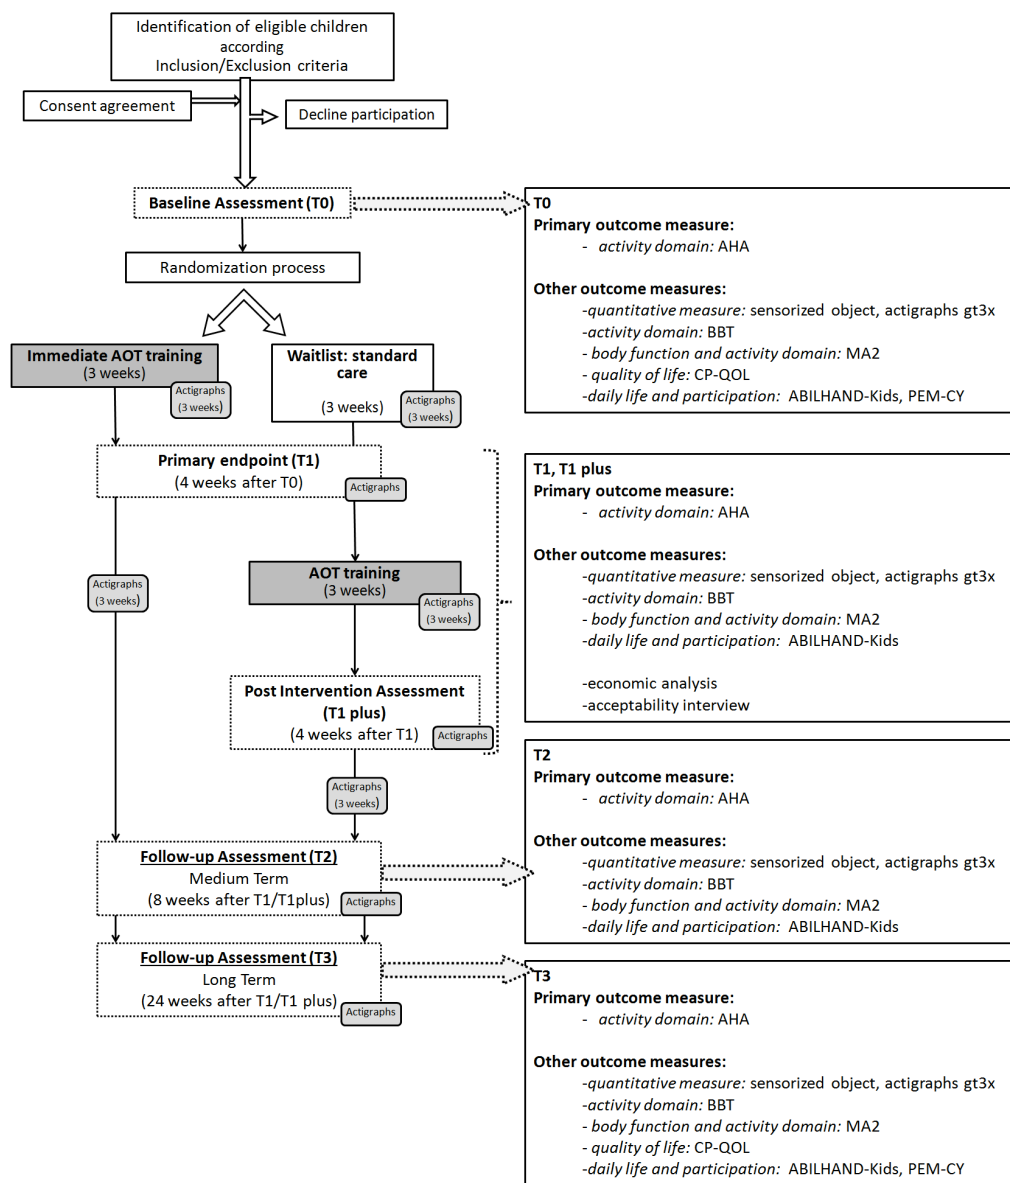 Identification of eligible children
according
Inclusion/Exclusion criteria
Consent agreement
Decline participation
Baseline Assessment (T0)
Randomization process
Immediate AOT training
(3 weeks)
Actigraphs
(3 weeks)
Waitlist: standard
care
(3 weeks)
Actigraphs
(3 weeks)
Primary endpoint (T1)
(4 weeks after T0)
Actigraphs
Actigraphs
(3 weeks)
AOT training
(3 weeks)
Actigraphs
(3 weeks)
Post Intervention Assessment
(T1 plus)
(4 weeks after T1)
Actigraphs
Actigraphs
(3 weeks)
Follow-up Assessment (T2)
Medium Term
(8 weeks after T1/T1plus)
Actigraphs
Follow-up Assessment (T3)
Long Term
(24 weeks after T1/T1 plus)
Actigraphs
T0
Primary outcome measure:
- activity domain: AHA
Other outcome measures:
-quantitative measure: sensorized object, actigraphs gt3x
-activity domain: BBT
- body function and activity domain: MA2
- quality of life: CP-QOL
-daily life and participation: ABILHAND-Kids, PEM-CY
T1, T1 plus
Primary outcome measure:
- activity domain: AHA
Other outcome measures:
-quantitative measure: sensorized object, actigraphs gt3x
-activity domain: BBT
- body function and activity domain: MA2
-daily life and participation: ABILHAND-Kids
-economic analysis
-acceptability interview
T2
Primary outcome measure:
- activity domain: AHA
Other outcome measures:
-quantitative measure: sensorized object, actigraphs gt3x
-activity domain: BBT
- body function and activity domain: MA2
-daily life and participation: ABILHAND-Kids
T3
Primary outcome measure:
- activity domain: AHA
Other outcome measures:
-quantitative measure: sensorized object, actigraphs gt3x
-activity domain: BBT
- body function and activity domain: MA2
- quality of life: CP-QOL
-daily life and participation: ABILHAND-Kids, PEM-CY